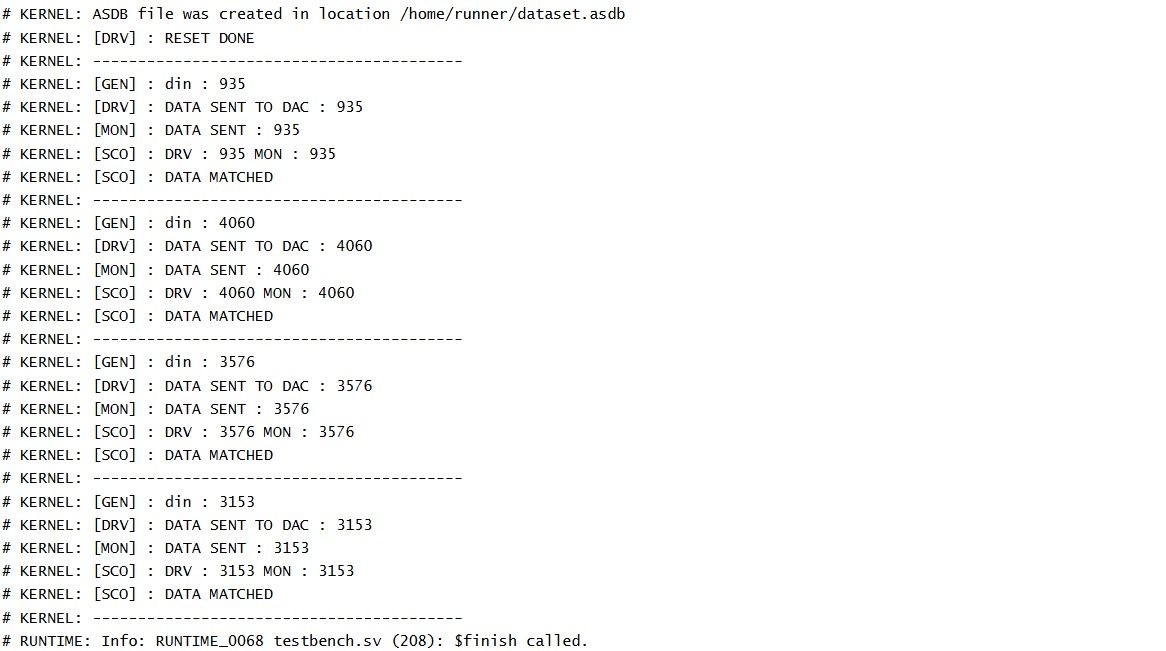 # KERNEL: ASDB file was created in location /home/runner/dataset.asdb
# KERNEL: [DRV] : RESET DONE
# KERNEL: -----------------------------------------
# KERNEL: [GEN] : din : 935
# KERNEL: [DRV] : DATA SENT TO DAC : 935
# KERNEL: [MON] : DATA SENT : 935
# KERNEL: [SCO] : DRV : 935 MON : 935
# KERNEL: [SCO] : DATA MATCHED
# KERNEL: -----------------------------------------
# KERNEL: [GEN] : din : 4060
# KERNEL: [DRV] : DATA SENT TO DAC : 4060
# KERNEL: [MON] : DATA SENT : 4060
# KERNEL: [SCO] : DRV : 4060 MON : 4060
# KERNEL: [SCO] : DATA MATCHED
# KERNEL: -----------------------------------------
# KERNEL: [GEN] : din : 3576
# KERNEL: [DRV] : DATA SENT TO DAC : 3576
# KERNEL: [MON] : DATA SENT : 3576
# KERNEL: [SCO] : DRV : 3576 MON : 3576
# KERNEL: [SCO] : DATA MATCHED
# KERNEL: -----------------------------------------
# KERNEL: [GEN] : din : 3153
# KERNEL: [DRV] : DATA SENT TO DAC : 3153
# KERNEL: [MON] : DATA SENT : 3153
# KERNEL: [SCO] : DRV : 3153 MON : 3153
# KERNEL: [SCO] : DATA MATCHED
# KERNEL: -----------------------------------------
# RUNTIME: Info: RUNTIME_0068 testbench.sv (208): $finish called.